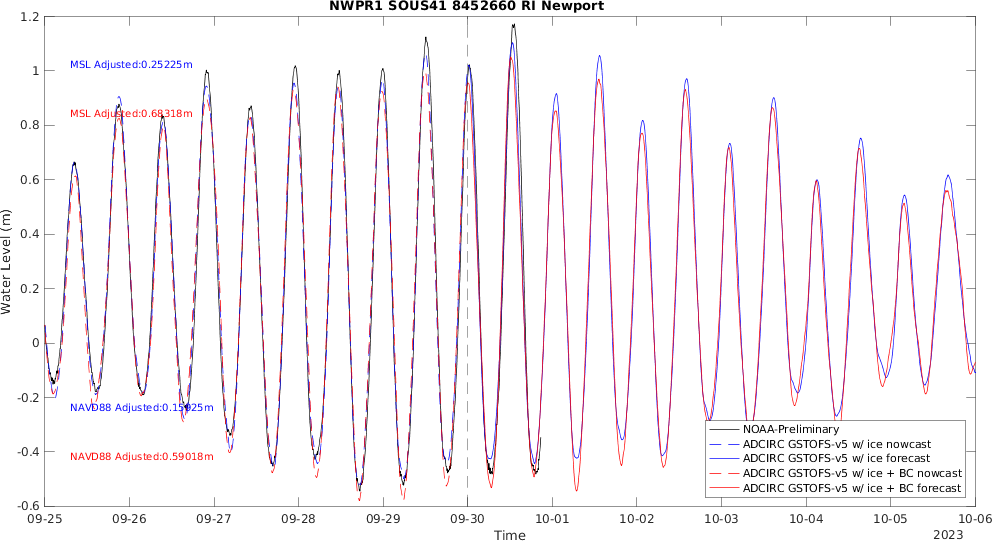 NWPR1 SOUS41 8452660 RI Newport
1.2
1
0.8
0.6
0.4
0.2
0
-0.2
-0.4
-0.6
Water Level (m)
MSL Adjusted:0.25225m
MSL Adjusted:0.68318m
NAVD88 Adjusted:0.15925m
NAVD88 Adjusted:0.59018m
NOAA-Preliminary
ADCIRC GSTOFS-v5 w/ ice nowcast
ADCIRC GSTOFS-v5 w/ ice forecast
ADCIRC GSTOFS-v5 w/ ice + BC nowcast
ADCIRC GSTOFS-v5 w/ ice + BC forecast
09-25 09-26 09-27 09-28 09-29 09-30 10-01 10-02 10-03 10-04 10-05 10-06
Time
2023